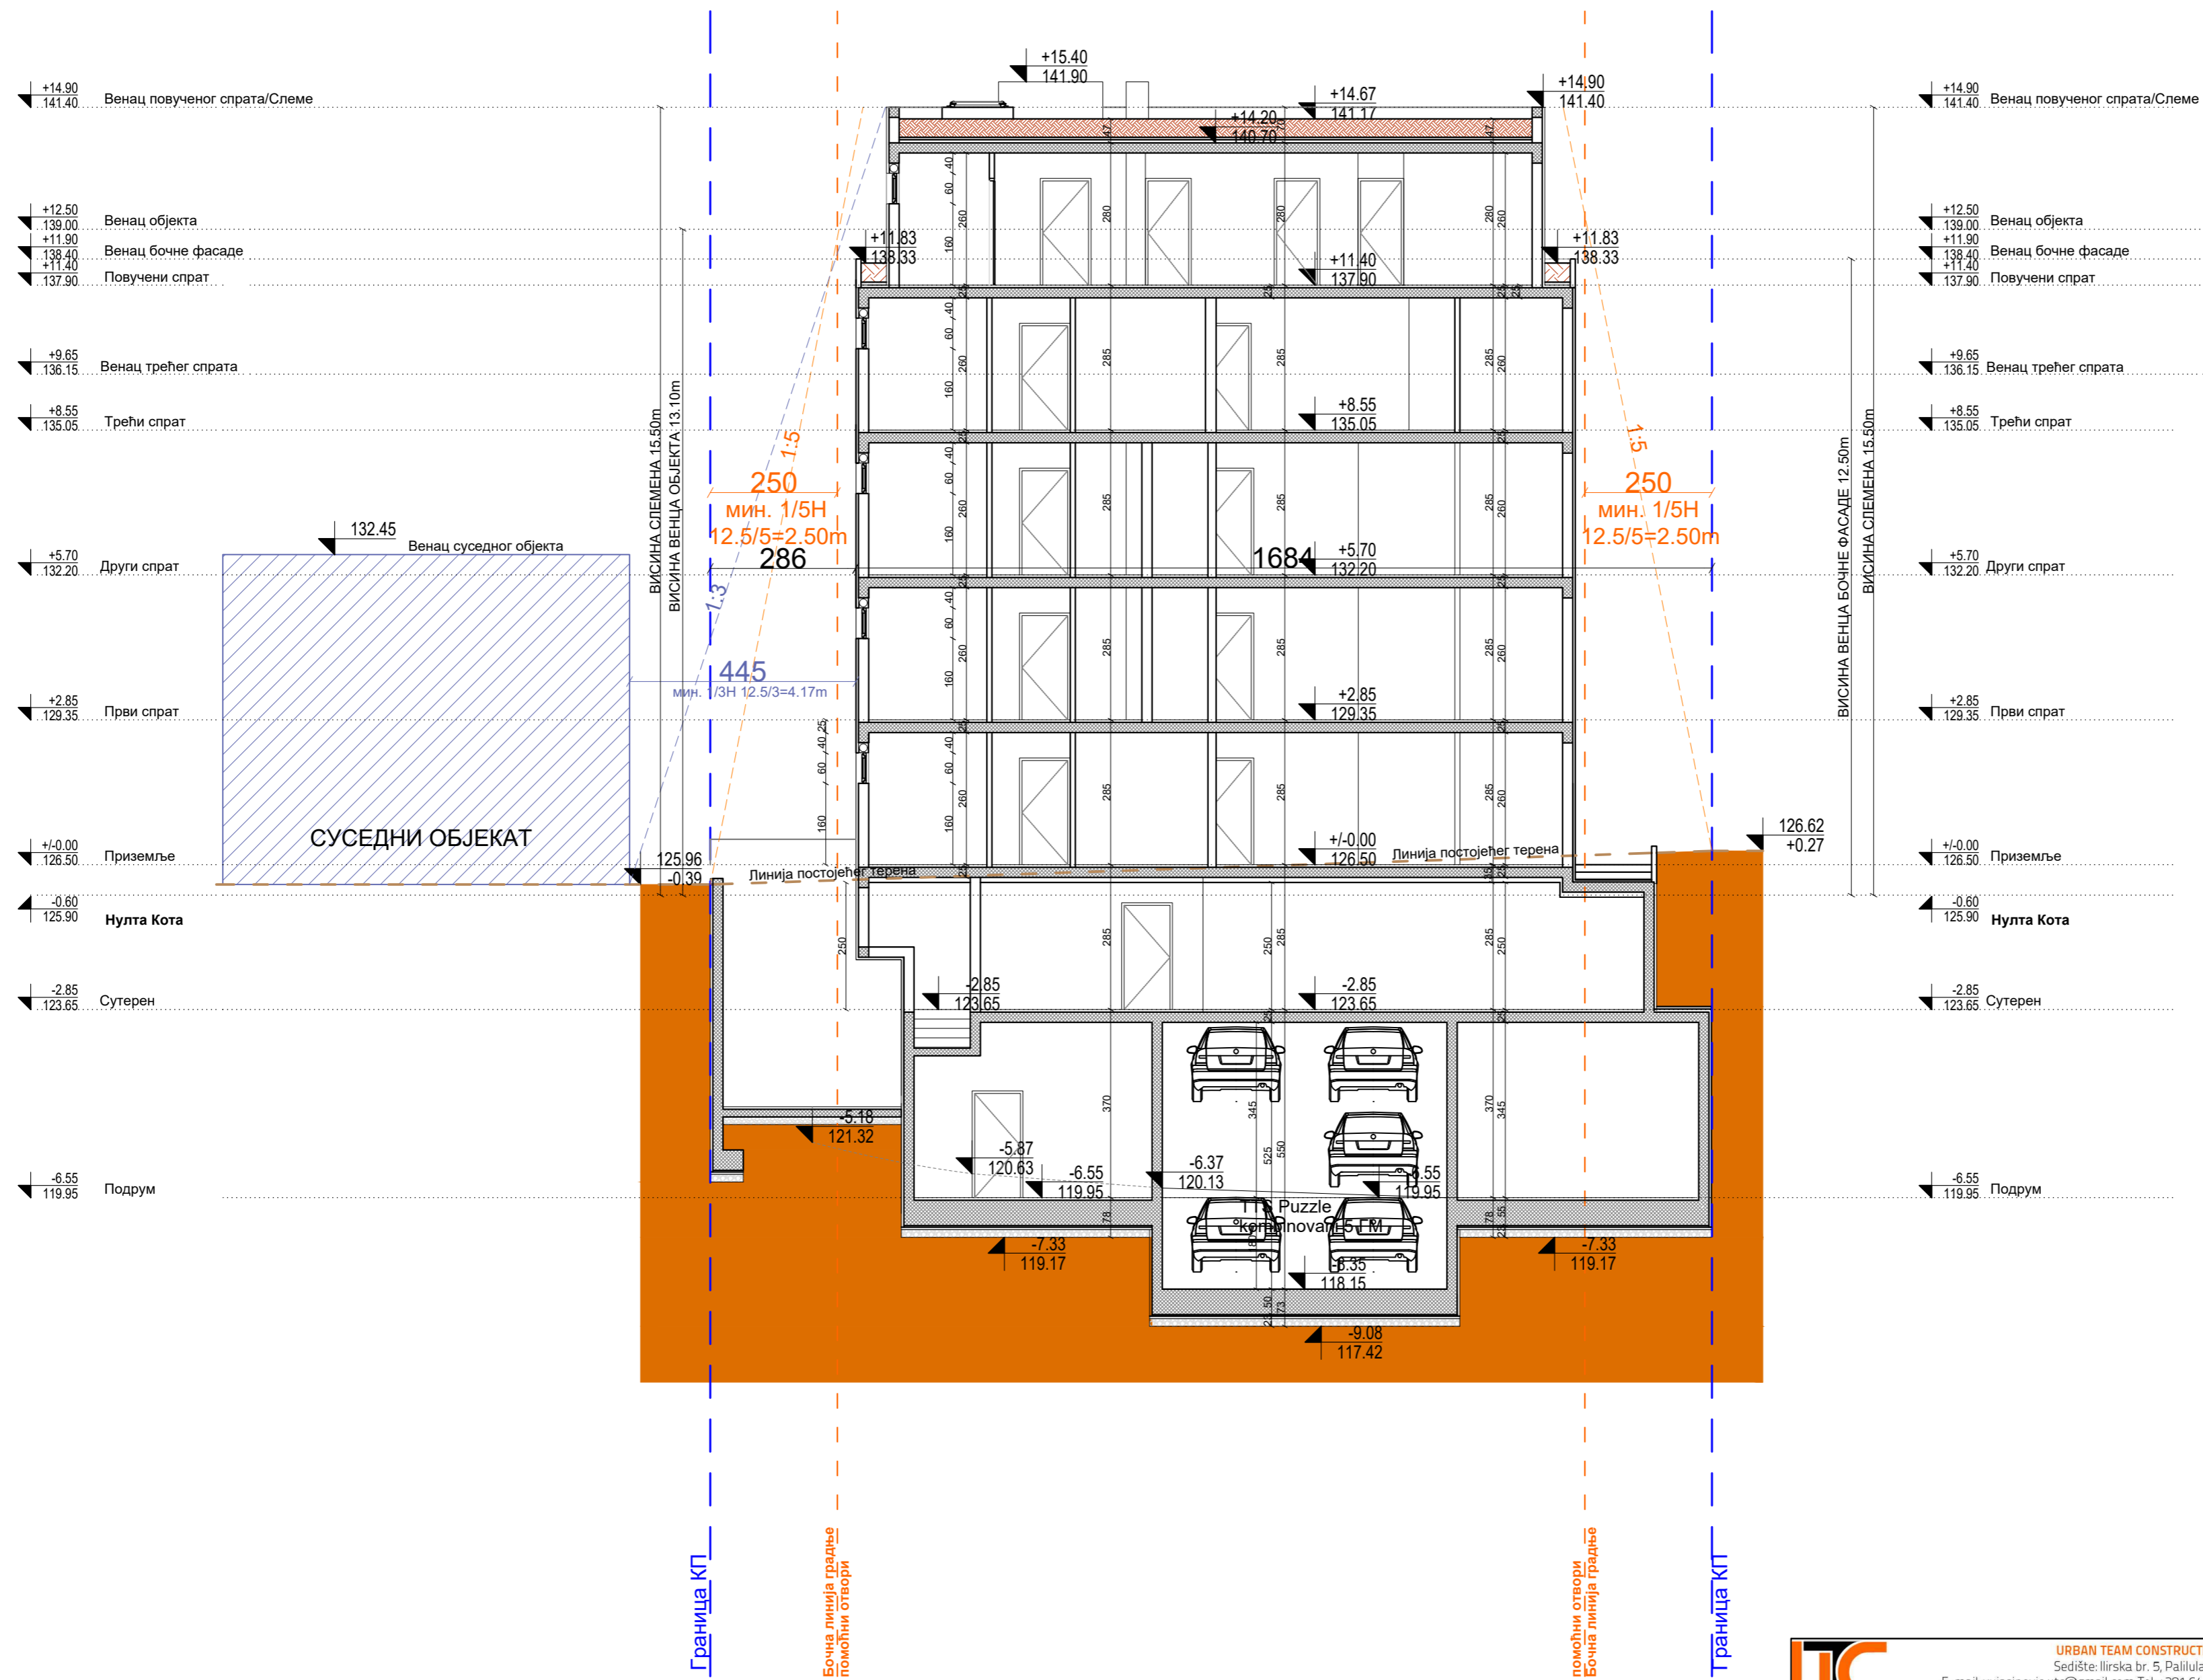 +14.90
141.40 Венац повученог спрата/Слеме
+12.50
139.00 Венац објекта
+11.90
138.40 Венац бочне фасаде
+11.40
137.90 Повучени спрат
+9.65
136.15 Венац трећег спрата
+8.55
135.05 Трећи спрат
+5.70
132.20 Други спрат
+2.85
129.35 Први спрат
+/-0.00
126.50 Приземље
-0.60
125.90 Нулта Кота
-2.85
123.65 Сутерен
-6.55
119.95 Подрум
132.45
Венац суседног објекта
СУСЕДНИ ОБЈЕКАТ
ВИСИНА СЛЕМЕНА 15.50m
ВИСИНА ВЕНЦА ОБЈЕКТА 13.10m
1:3
1:5
250
мин. 1/5H
12.5/5=2.50m
286
445
мин. 1/3H 12.5/3=4.17m
125.96
-0.39
Линија постојећег терена
+15.40
141.90
+14.67
141.17
+14.20
140.70
+14.90
141.40
+11.83
138.33
+11.83
138.33
+11.40
137.90
+8.55
135.05
1684
+5.70
132.20
+2.85
129.35
+/-0.00
126.50
Линија постојећег терена
126.62
+0.27
-2.85
123.65
-2.85
123.65
-5.18
121.32
-5.87
120.63
-6.55
119.95
-6.37
120.13
-6.55
119.95
TTS Puzzle
kombinovani 5 ГМ
-7.33
119.17
-8.35
118.15
-7.33
119.17
-9.08
117.42
1:5
250
мин. 1/5H
12.5/5=2.50m
ВИСИНА ВЕНЦА БОЧНЕ ФАСАДЕ 12.50m
ВИСИНА СЛЕМЕНА 15.50m
+14.90
141.40 Венац повученог спрата/Слеме
+12.50
139.00 Венац објекта
+11.90
138.40 Венац бочне фасаде
+11.40
137.90 Повучени спрат
+9.65
136.15 Венац трећег спрата
+8.55
135.05 Трећи спрат
+5.70
132.20 Други спрат
+2.85
129.35 Први спрат
+/-0.00
126.50 Приземље
-0.60
125.90 Нулта Кота
-2.85
123.65 Сутерен
-6.55
119.95 Подрум
Граница КП
Бочна линија градње
помоћни отвори
помоћни отвори
Бочна линија градње
Граница КП
URBAN TEAM CONSTRUCT
Sedište: Ilirska br. 5, Palilula